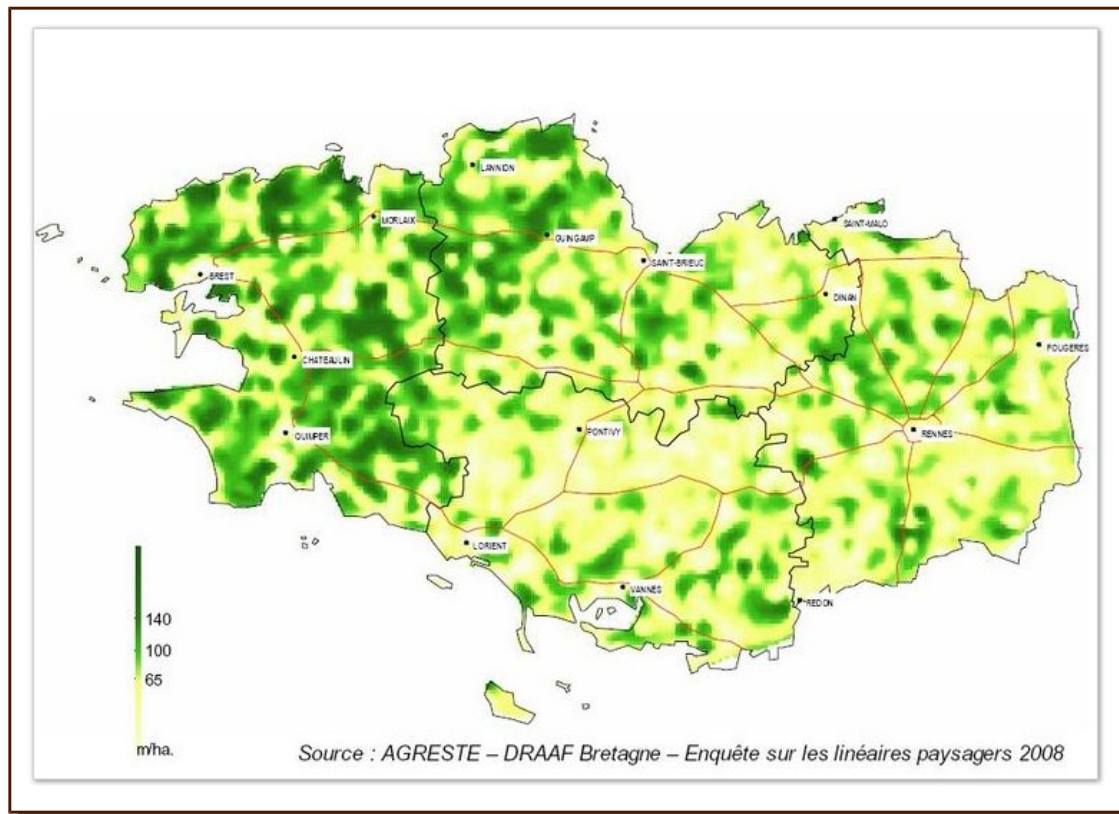 LANNION
MORLAIX
GUINGAMP
SAINT-MALO
SAINT-BRIEUC
BREST
DINAN
FOUGERES
CHATEAULIN
QUIMPER
PONTIVY
RENNES
LORIENT
VANNES
REDON
140
100
65
m/ha.
Source : AGRESTE – DRAAF Bretagne – Enquête sur les linéaires paysagers 2008